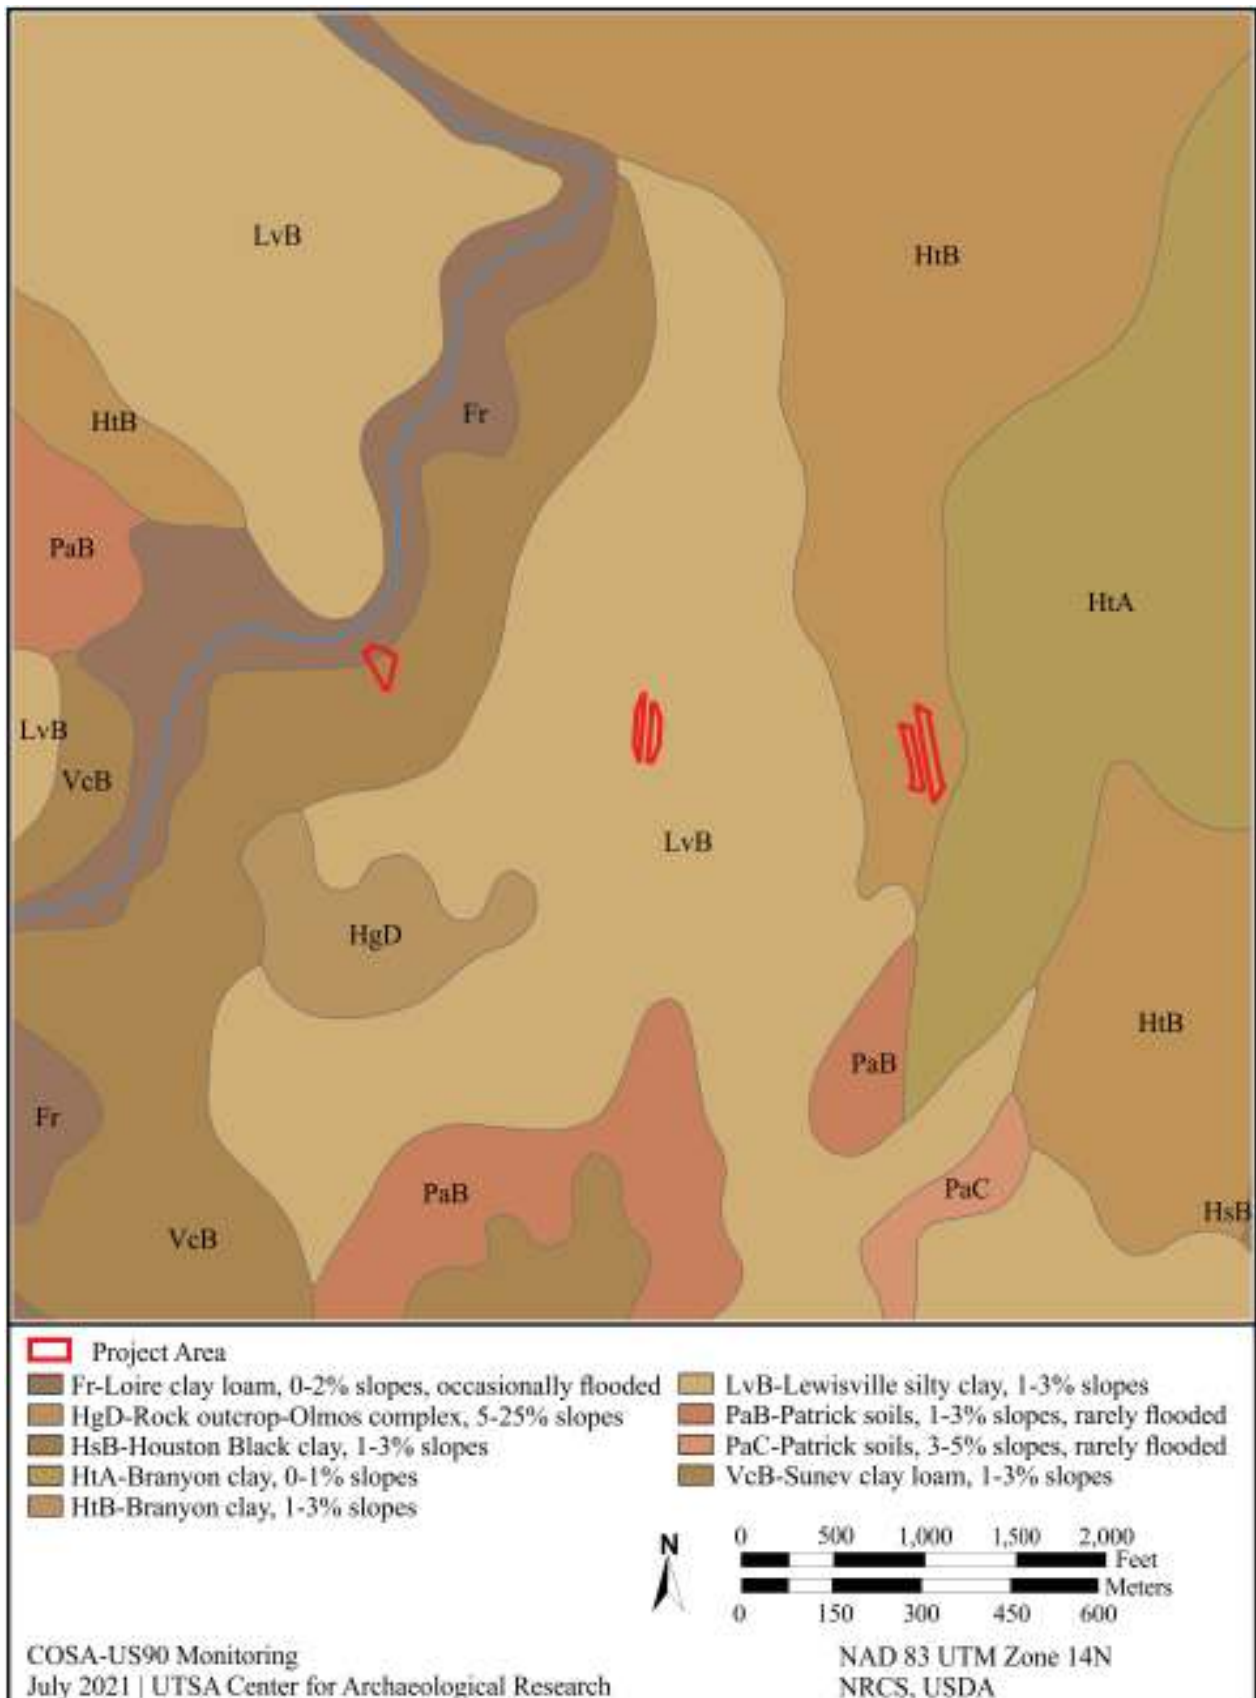 LvB
HtB
Fr
HtB
PaB
HtA
LvB
VcB
LvB
HgD
HtB
PaB
Fr
PaB
PaC
HsB
VcB
Project Area
Fr-Loire clay loam, 0-2% slopes, occasionally flooded
HgD-Rock outcrop-Olmos complex, 5-25% slopes
HsB-Houston Black clay, 1-3% slopes
HtA-Branyon clay, 0-1% slopes
HtB-Branyon clay, 1-3% slopes
LvB-Lewisville silty clay, 1-3% slopes
PaB-Patrick soils, 1-3% slopes, rarely flooded
PaC-Patrick soils, 3-5% slopes, rarely flooded
VcB-Sunev clay loam, 1-3% slopes
N
0 500 1,000 1,500 2,000
Feet
Meters
0 150 300 450 600
COSA-US90 Monitoring
July 2021 | UTSA Center for Archaeological Research
NAD 83 UTM Zone 14N
NRCS, USDA